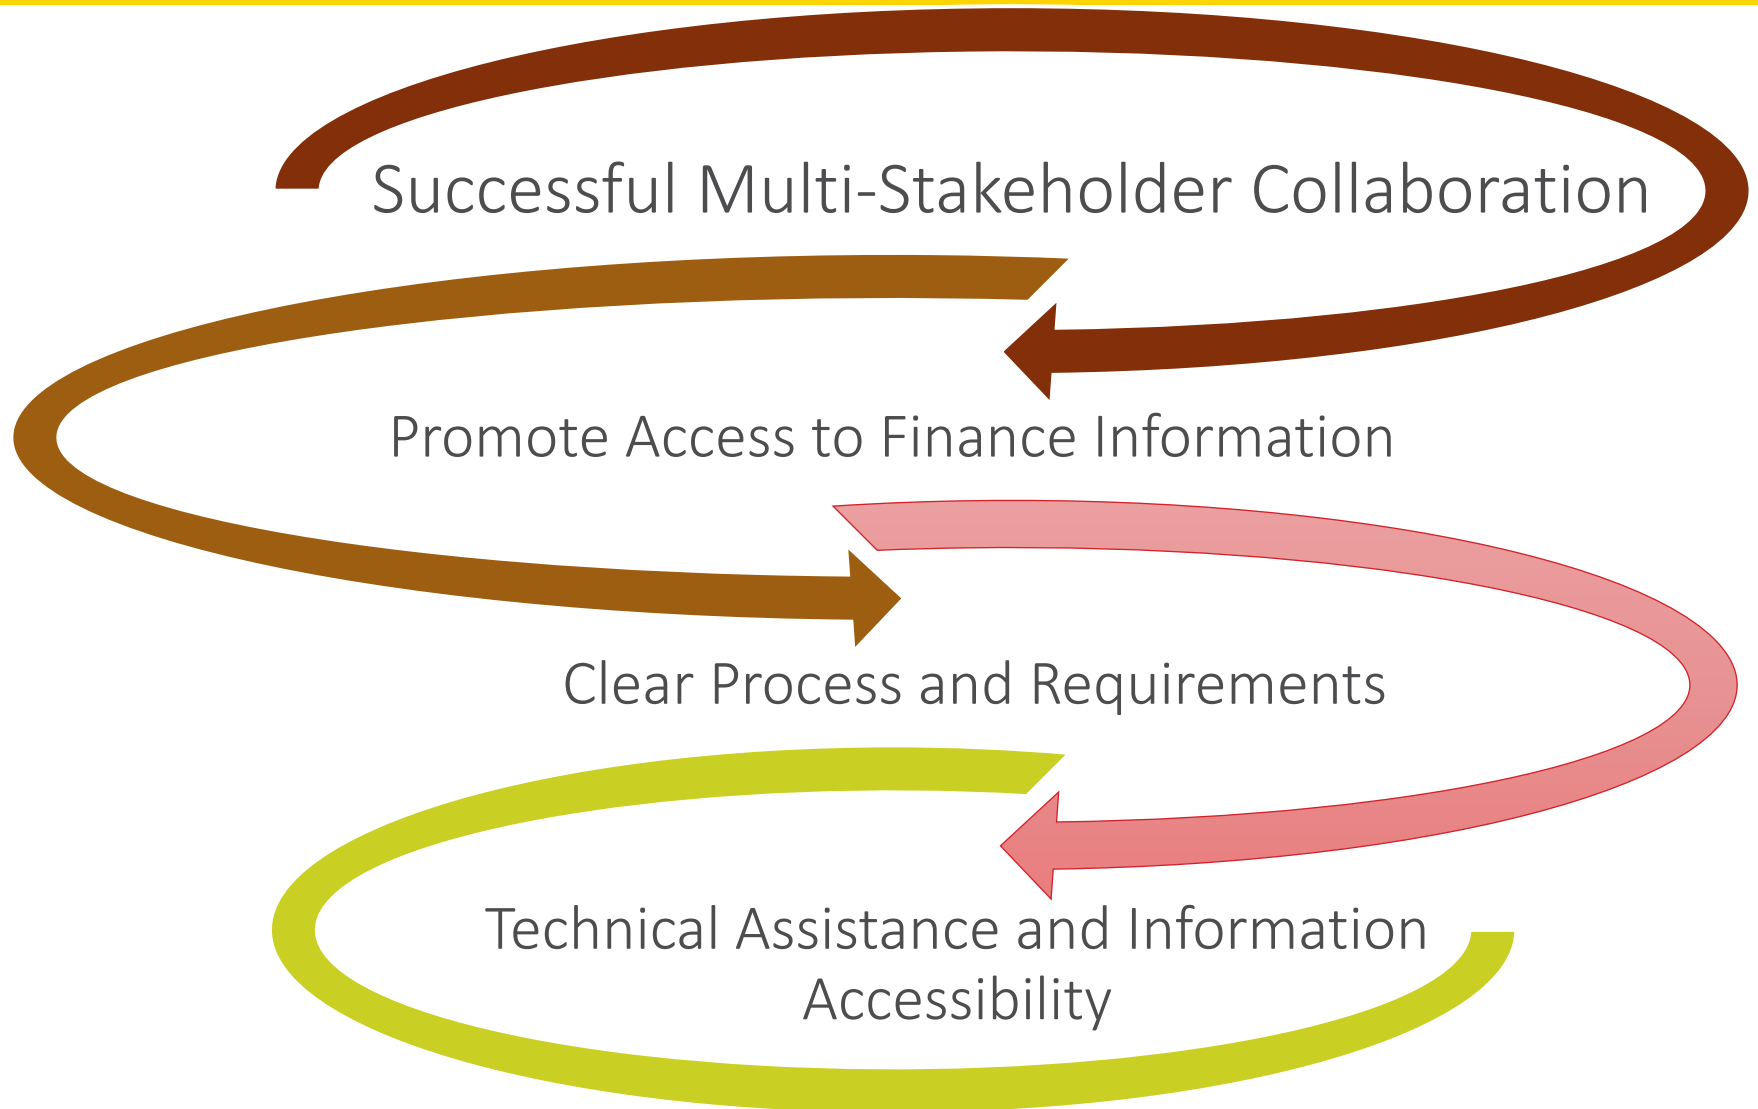 Successful Multi-Stakeholder Collaboration
Promote Access to Finance Information
Clear Process and Requirements
Technical Assistance and Information
Accessibility